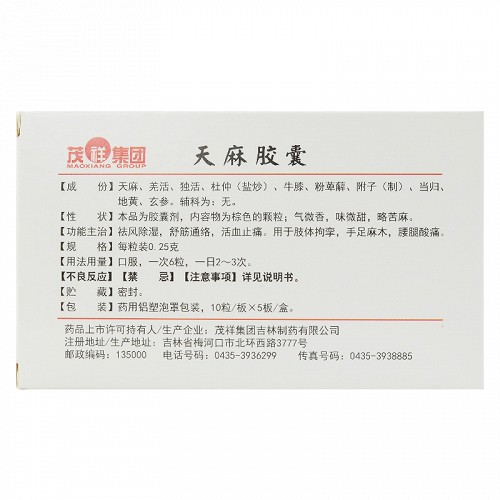 茂祥集团
MAOXIANG GROUP
天麻胶囊
【成　份】天麻、羌活、独活、杜仲（盐炒）、牛膝、粉萆薢、附子（制）、当归、
地黄、玄参。辅料为：无。
【性　状】本品为胶囊剂，内容物为棕色的颗粒；气微香，味微甜，略苦麻。
【功能主治】祛风除湿，舒筋通络，活血止痛。用于肢体拘挛，手足麻木，腰腿酸痛。
【规　格】每粒装0.25克
【用法用量】口服，一次6粒，一日2～3次。
【不良反应】【禁　忌】【注意事项】详见说明书。
【贮　藏】密封。
【包　装】药用铝塑泡罩包装，10粒/板×5板/盒。
药品上市许可持有人/生产企业：茂祥集团吉林制药有限公司
注册地址/生产地址：吉林省梅河口市北环西路3777号
邮政编码：135000　电话号码：0435-3936299　传真号码：0435-3938885